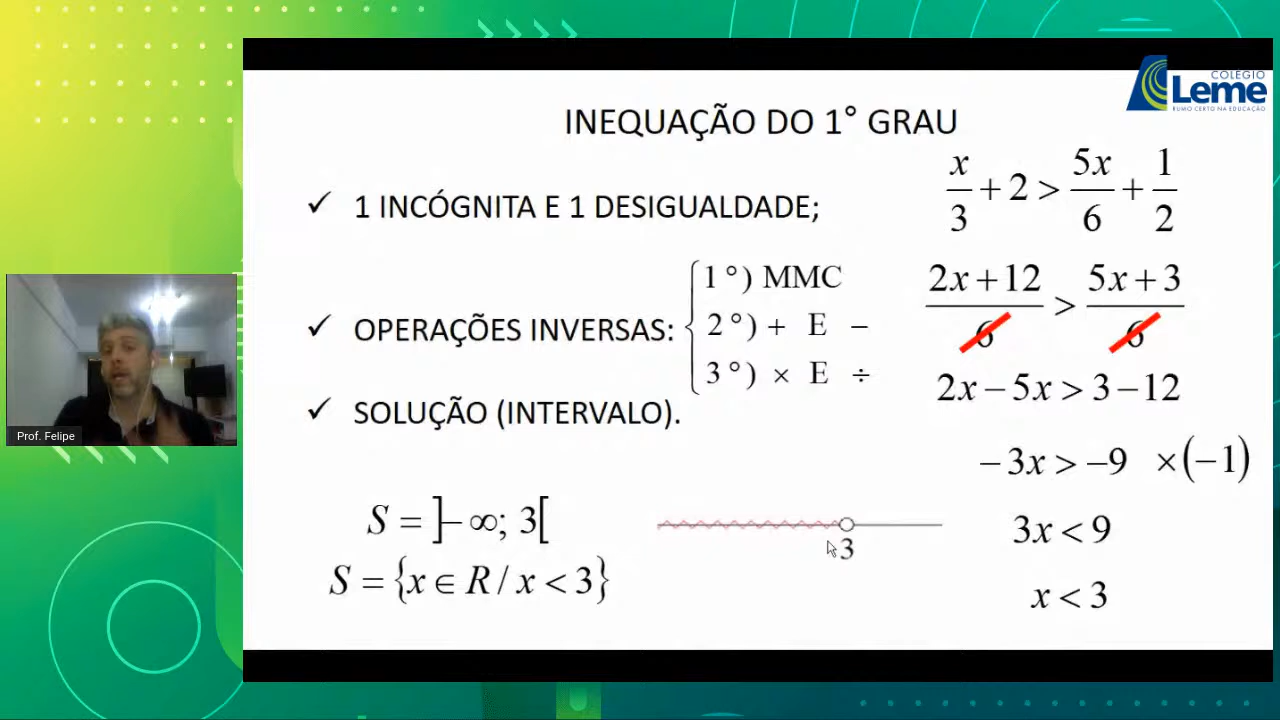 COLEGIO
Leme
RUMO CERTO NA EDUCAÇÃO
INEQUAÇÃO DO 1° GRAU
✓ 1 INCÓGNITA E 1 DESIGUALDADE;
✓ OPERAÇÕES INVERSAS:
1°) MMC
2°) + E −
3°) × E ÷
✓ SOLUÇÃO (INTERVALO).
x/3 + 2 > 5x/6 + 1/2
(2x + 12)/6 > (5x + 3)/6
2x − 5x > 3 − 12
− 3x > −9 ×(−1)
3x < 9
x < 3
S = ]− ∞; 3[
S = {x ∈ R / x < 3}
3
Prof. Felipe